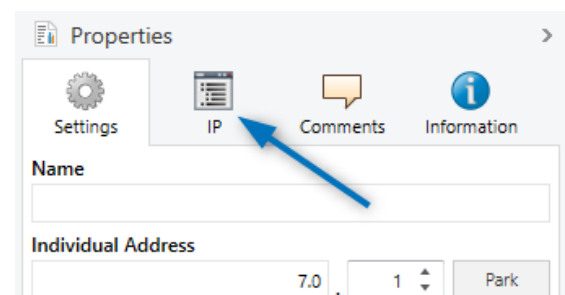 Properties
Settings IP Comments Information
Name
Individual Address
7.0 . 1 Park